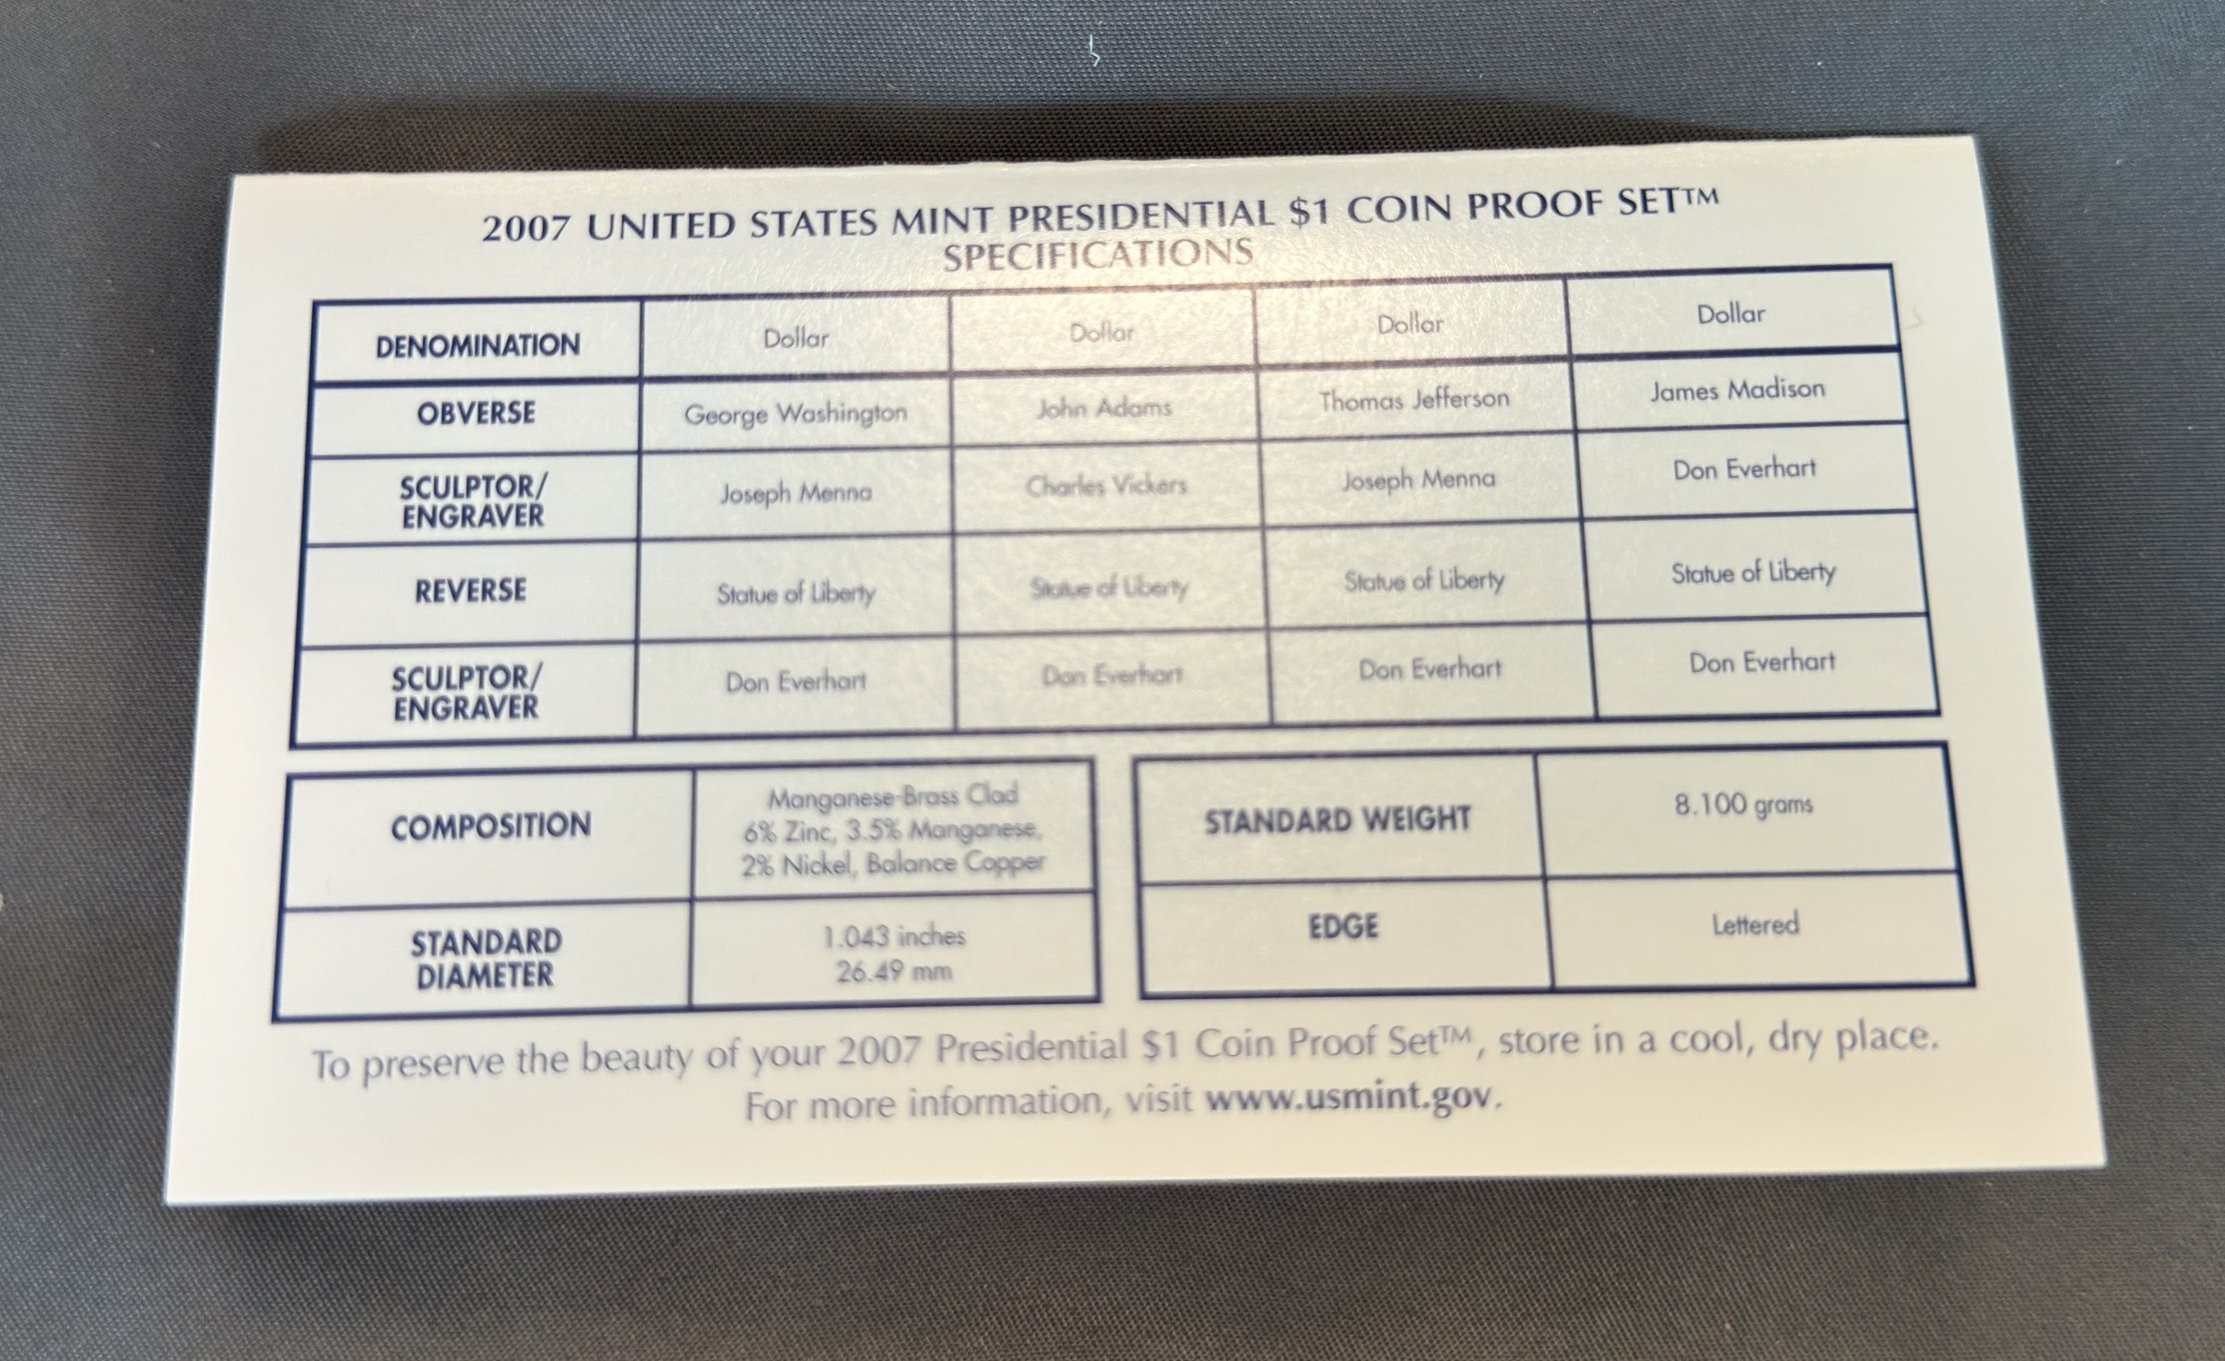 2007 UNITED STATES MINT PRESIDENTIAL $1 COIN PROOF SET™
SPECIFICATIONS
DENOMINATION Dollar Dollar Dollar Dollar
OBVERSE George Washington John Adams Thomas Jefferson James Madison
SCULPTOR/
ENGRAVER Joseph Menna Charles Vickers Joseph Menna Don Everhart
REVERSE Statue of Liberty Statue of Liberty Statue of Liberty Statue of Liberty
SCULPTOR/
ENGRAVER Don Everhart Don Everhart Don Everhart Don Everhart
COMPOSITION
Manganese-Brass Clad
6% Zinc, 3.5% Manganese,
2% Nickel, Balance Copper
STANDARD
DIAMETER
1.043 inches
26.49 mm
STANDARD WEIGHT 8.100 grams
EDGE Lettered
To preserve the beauty of your 2007 Presidential $1 Coin Proof Set™, store in a cool, dry place.
For more information, visit www.usmint.gov.